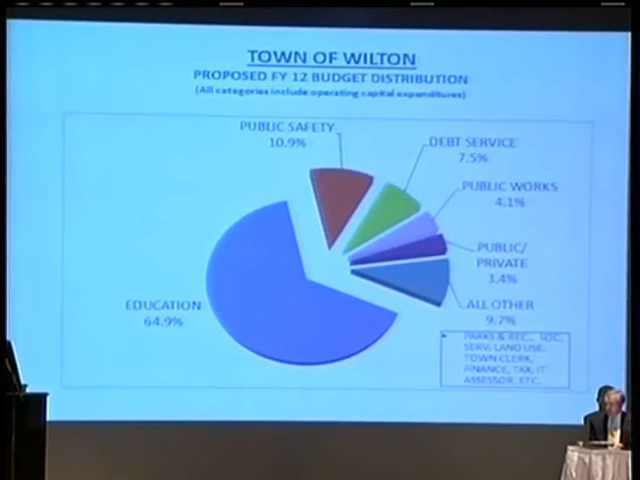 TOWN OF WILTON
PROPOSED FY 12 BUDGET DISTRIBUTION
(All categories include operating capital expenditures)
PUBLIC SAFETY
10.9%
DEBT SERVICE
7.5%
PUBLIC WORKS
4.1%
PUBLIC/
PRIVATE
3.4%
EDUCATION
64.9%
ALL OTHER
9.7%
PARKS & REC., SOC.
SERV, LAND USE,
TOWN CLERK,
FINANCE, TAX, IT
ASSESSOR, ETC.